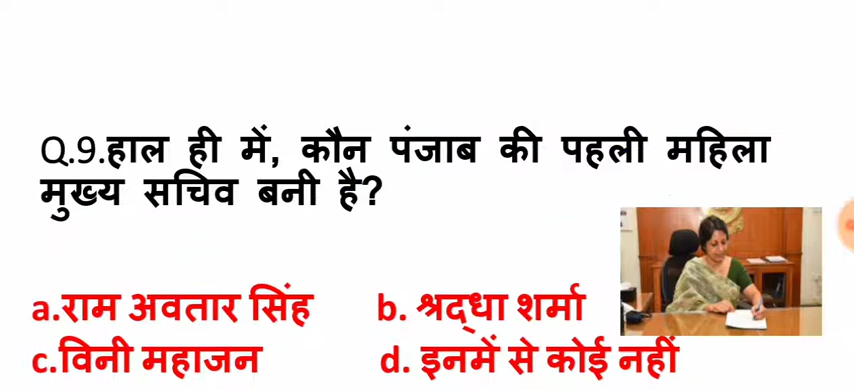 Q.9.हाल ही में, कौन पंजाब की पहली महिला
मुख्य सचिव बनी है?
a.राम अवतार सिंह b. श्रद्धा शर्मा
c.विनी महाजन d. इनमें से कोई नहीं